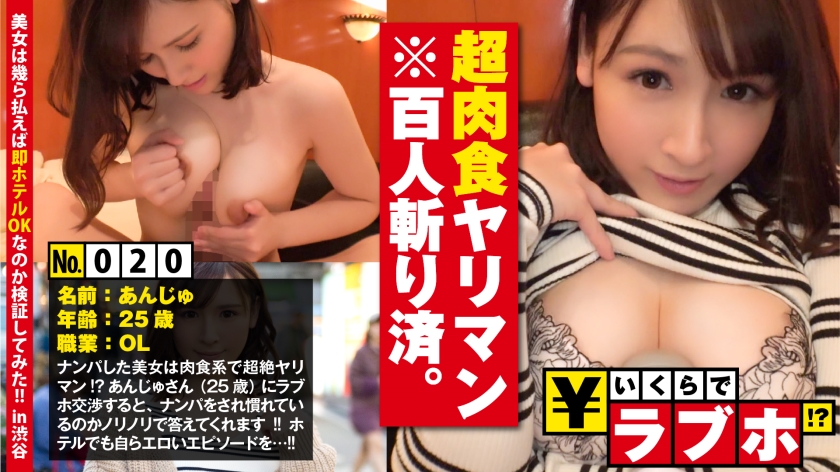 美女は幾ら払えば即ホテルOKなのか検証してみた!! in 渋谷
No.020
名前：あんじゅ
年齢：25歳
職業：OL
ナンパした美女は肉食系で超絶ヤリ
マン!? あんじゅさん（25歳）にラブ
ホ交渉すると、ナンパをされ慣れてい
るのかノリノリで答えてくれます!! ホ
テルでも自らエロいエピソードを…!!
超肉食ヤリマン
※百人斬り済。
¥いくらで
ラブホ!?